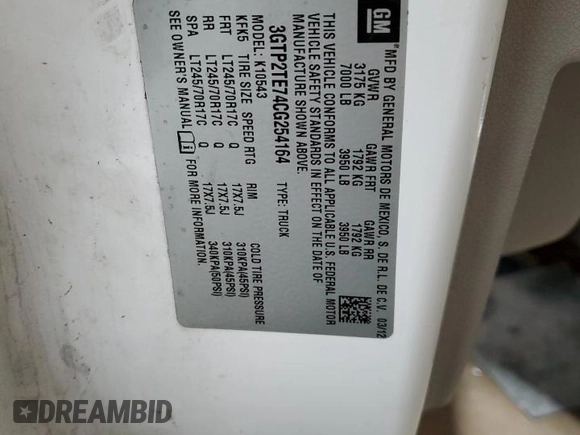 GM
MFD BY GENERAL MOTORS DE MEXICO, S. DE R.L. DE C.V. 03/12
GVWR GAWR FRT GAWR RR
3175 KG 1792 KG 1792 KG
7000 LB 3950 LB 3950 LB
THIS VEHICLE CONFORMS TO ALL APPLICABLE U.S. FEDERAL MOTOR
VEHICLE SAFETY STANDARDS IN EFFECT ON THE DATE OF
MANUFACTURE SHOWN ABOVE.
3GTP2TE74CG254164 TYPE: TRUCK
K10543
KFK5 TIRE SIZE SPEED RTG RIM COLD TIRE PRESSURE
FRT LT245/70R17C Q 17X7.5J 310KPA(45PSI)
RR LT245/70R17C Q 17X7.5J 310KPA(45PSI)
SPA LT245/70R17C Q 17X7.5J 340KPA(50PSI)
SEE OWNER'S MANUAL FOR MORE INFORMATION.
DREAMBID